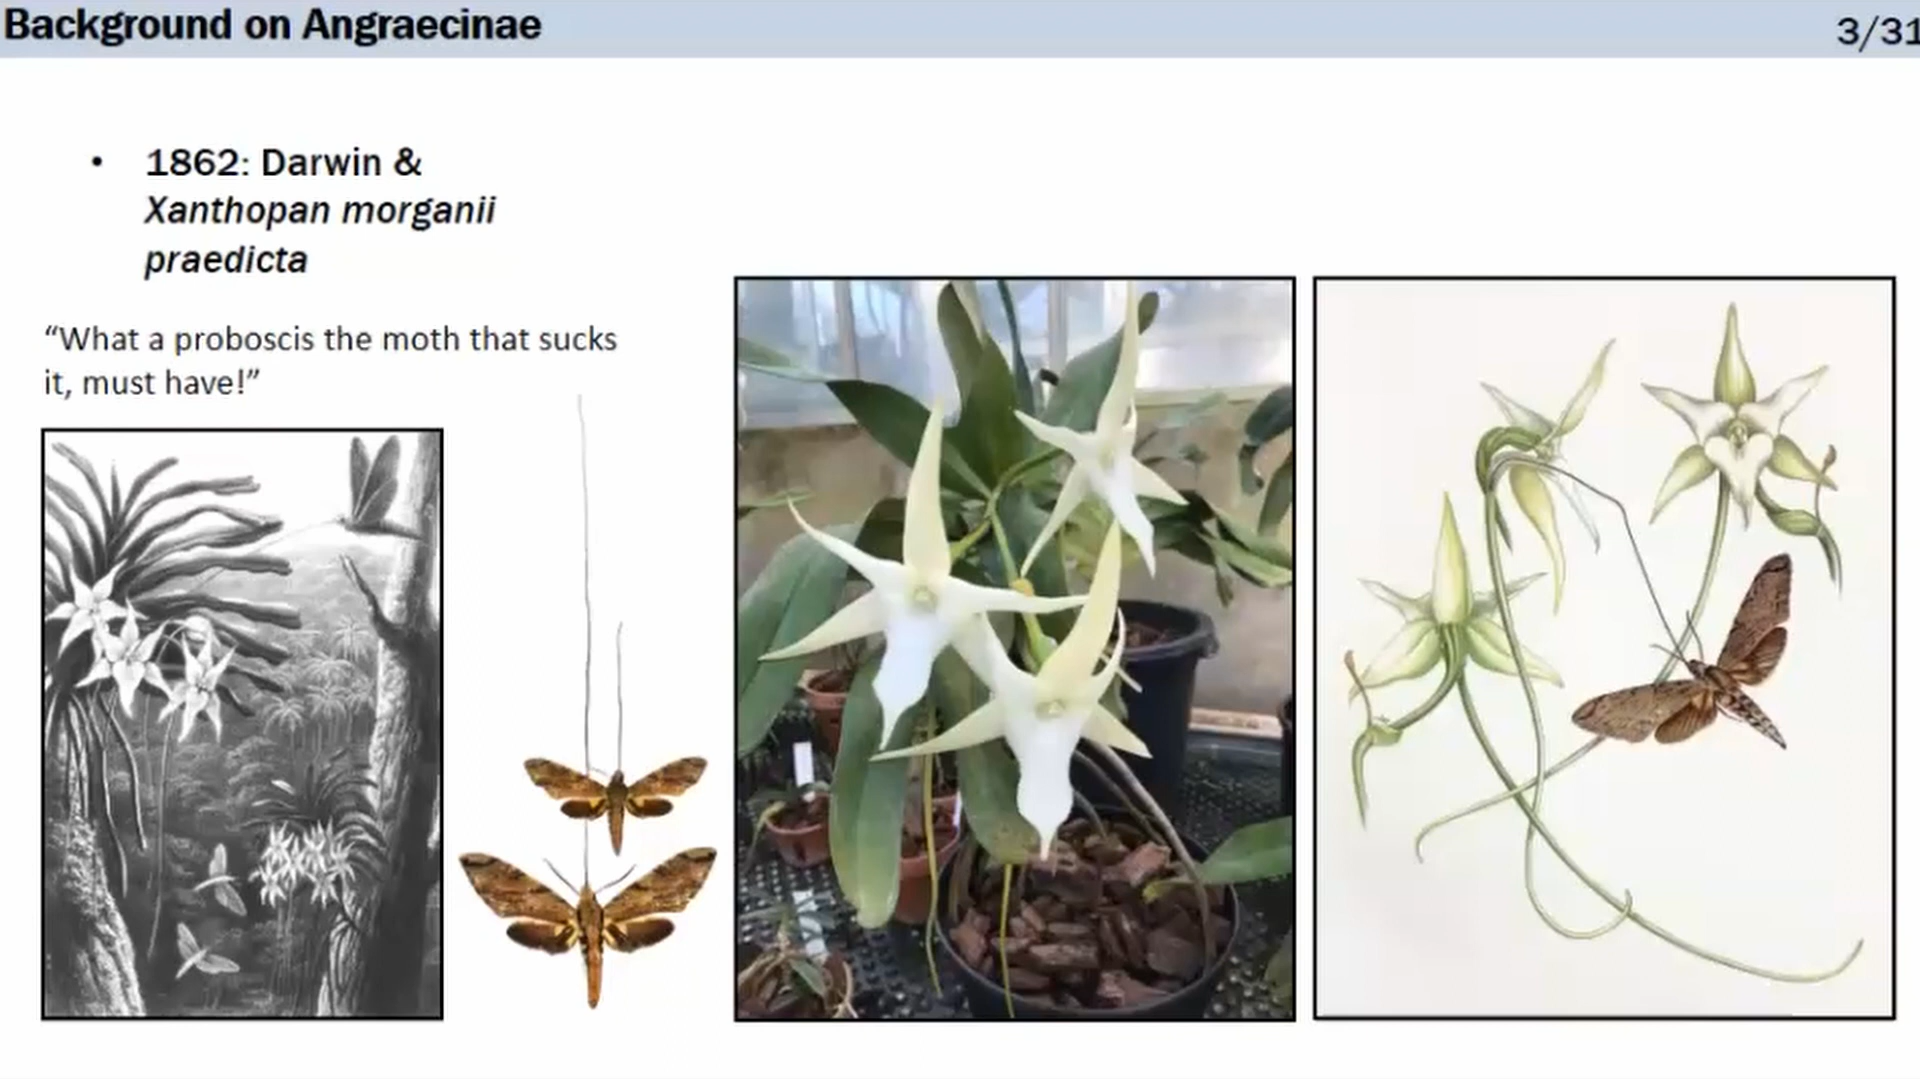 Background on Angraecinae
3/31
• 1862: Darwin &
Xanthopan morganii
praedicta
“What a proboscis the moth that sucks
it, must have!”